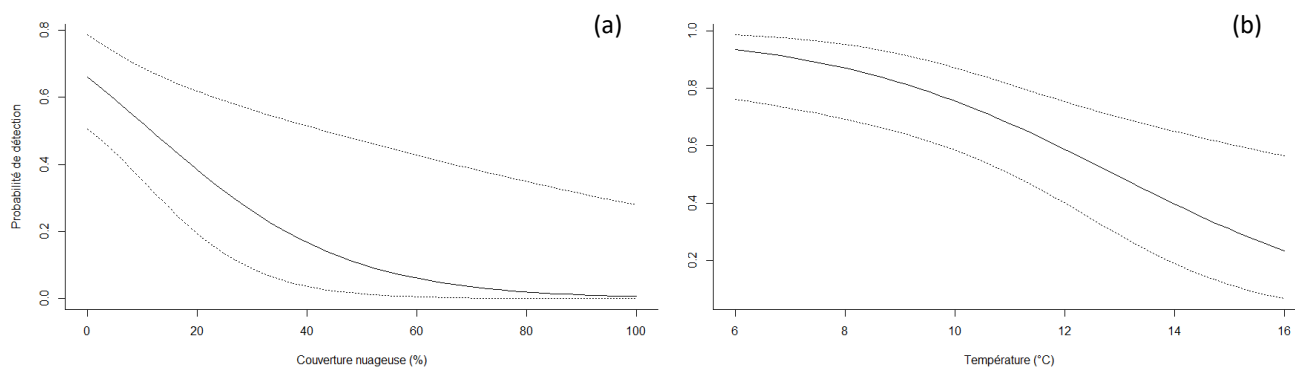 (a)
Probabilité de détection
0.8
0.6
0.4
0.2
0.0
0 20 40 60 80 100
Couverture nuageuse (%)
(b)
1.0
0.8
0.6
0.4
0.2
6 8 10 12 14 16
Température (°C)